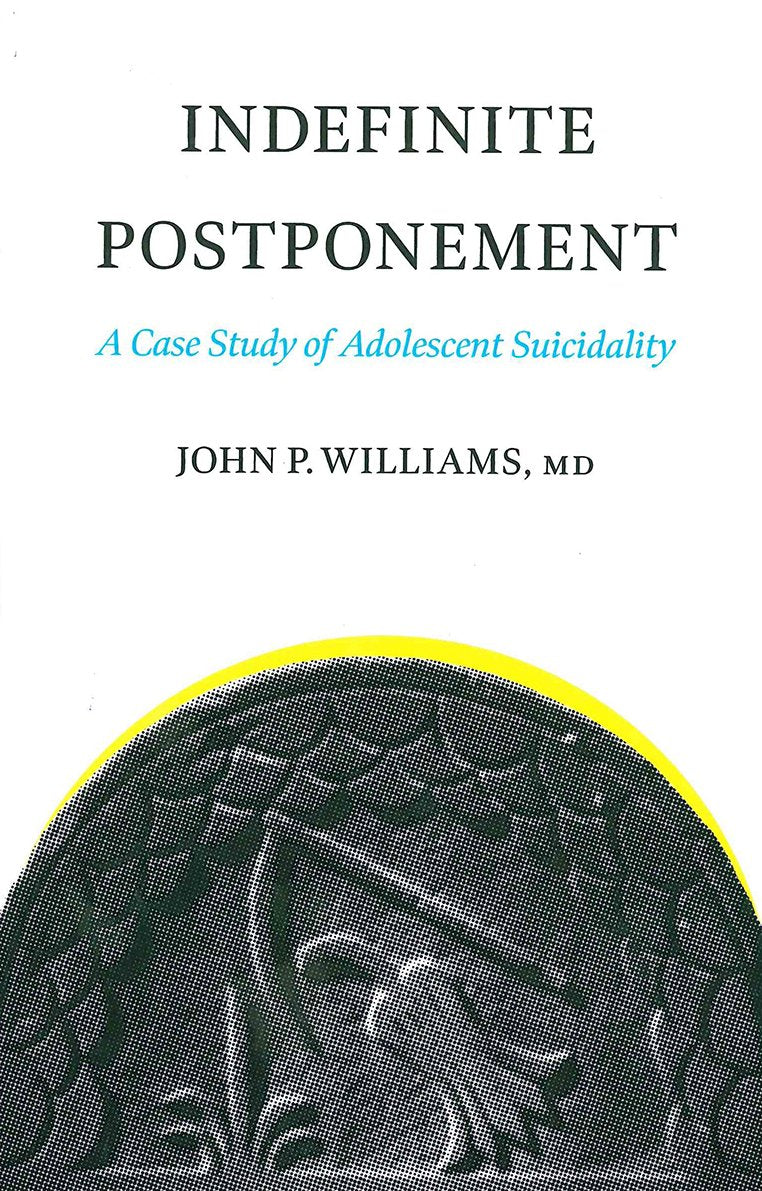 INDEFINITE
POSTPONEMENT
A Case Study of Adolescent Suicidality
JOHN P. WILLIAMS, MD